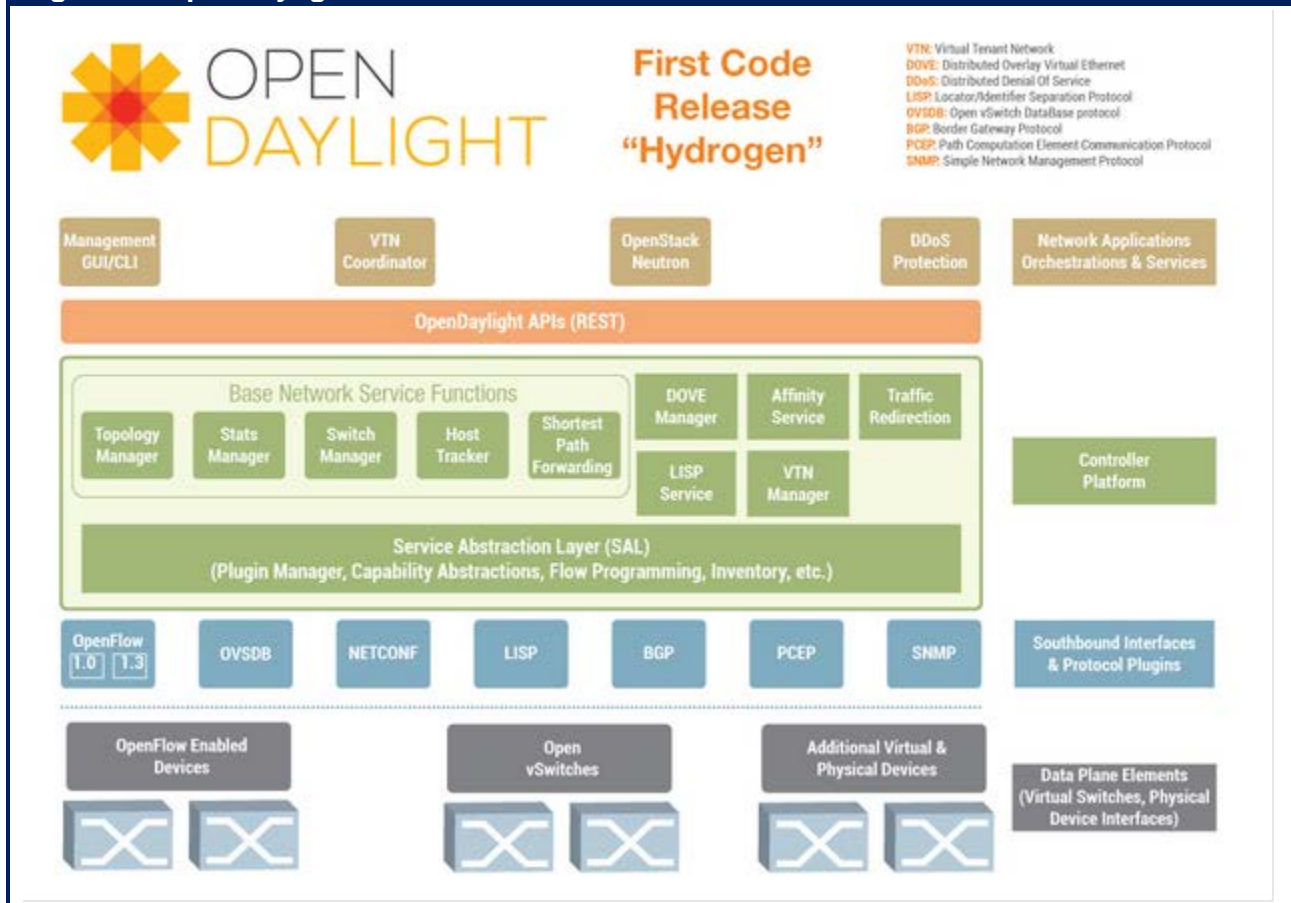 OPEN
DAYLIGHT
First Code
Release
“Hydrogen”
VTN: Virtual Tenant Network
DOVE: Distributed Overlay Virtual Ethernet
DDoS: Distributed Denial Of Service
LISP: Locator/Identifier Separation Protocol
OVSDB: Open vSwitch DataBase protocol
BGP: Border Gateway Protocol
PCEP: Path Computation Element Communication Protocol
SNMP: Simple Network Management Protocol
Management
GUI/CLI
VTN
Coordinator
OpenStack
Neutron
DDoS
Protection
Network Applications
Orchestrations & Services
OpenDaylight APIs (REST)
Base Network Service Functions
Topology
Manager
Stats
Manager
Switch
Manager
Host
Tracker
Shortest
Path
Forwarding
DOVE
Manager
Affinity
Service
Traffic
Redirection
LISP
Service
VTN
Manager
Controller
Platform
Service Abstraction Layer (SAL)
(Plugin Manager, Capability Abstractions, Flow Programming, Inventory, etc.)
OpenFlow
1.0 1.3
OVSDB
NETCONF
LISP
BGP
PCEP
SNMP
Southbound Interfaces
& Protocol Plugins
OpenFlow Enabled
Devices
Open
vSwitches
Additional Virtual &
Physical Devices
Data Plane Elements
(Virtual Switches, Physical
Device Interfaces)